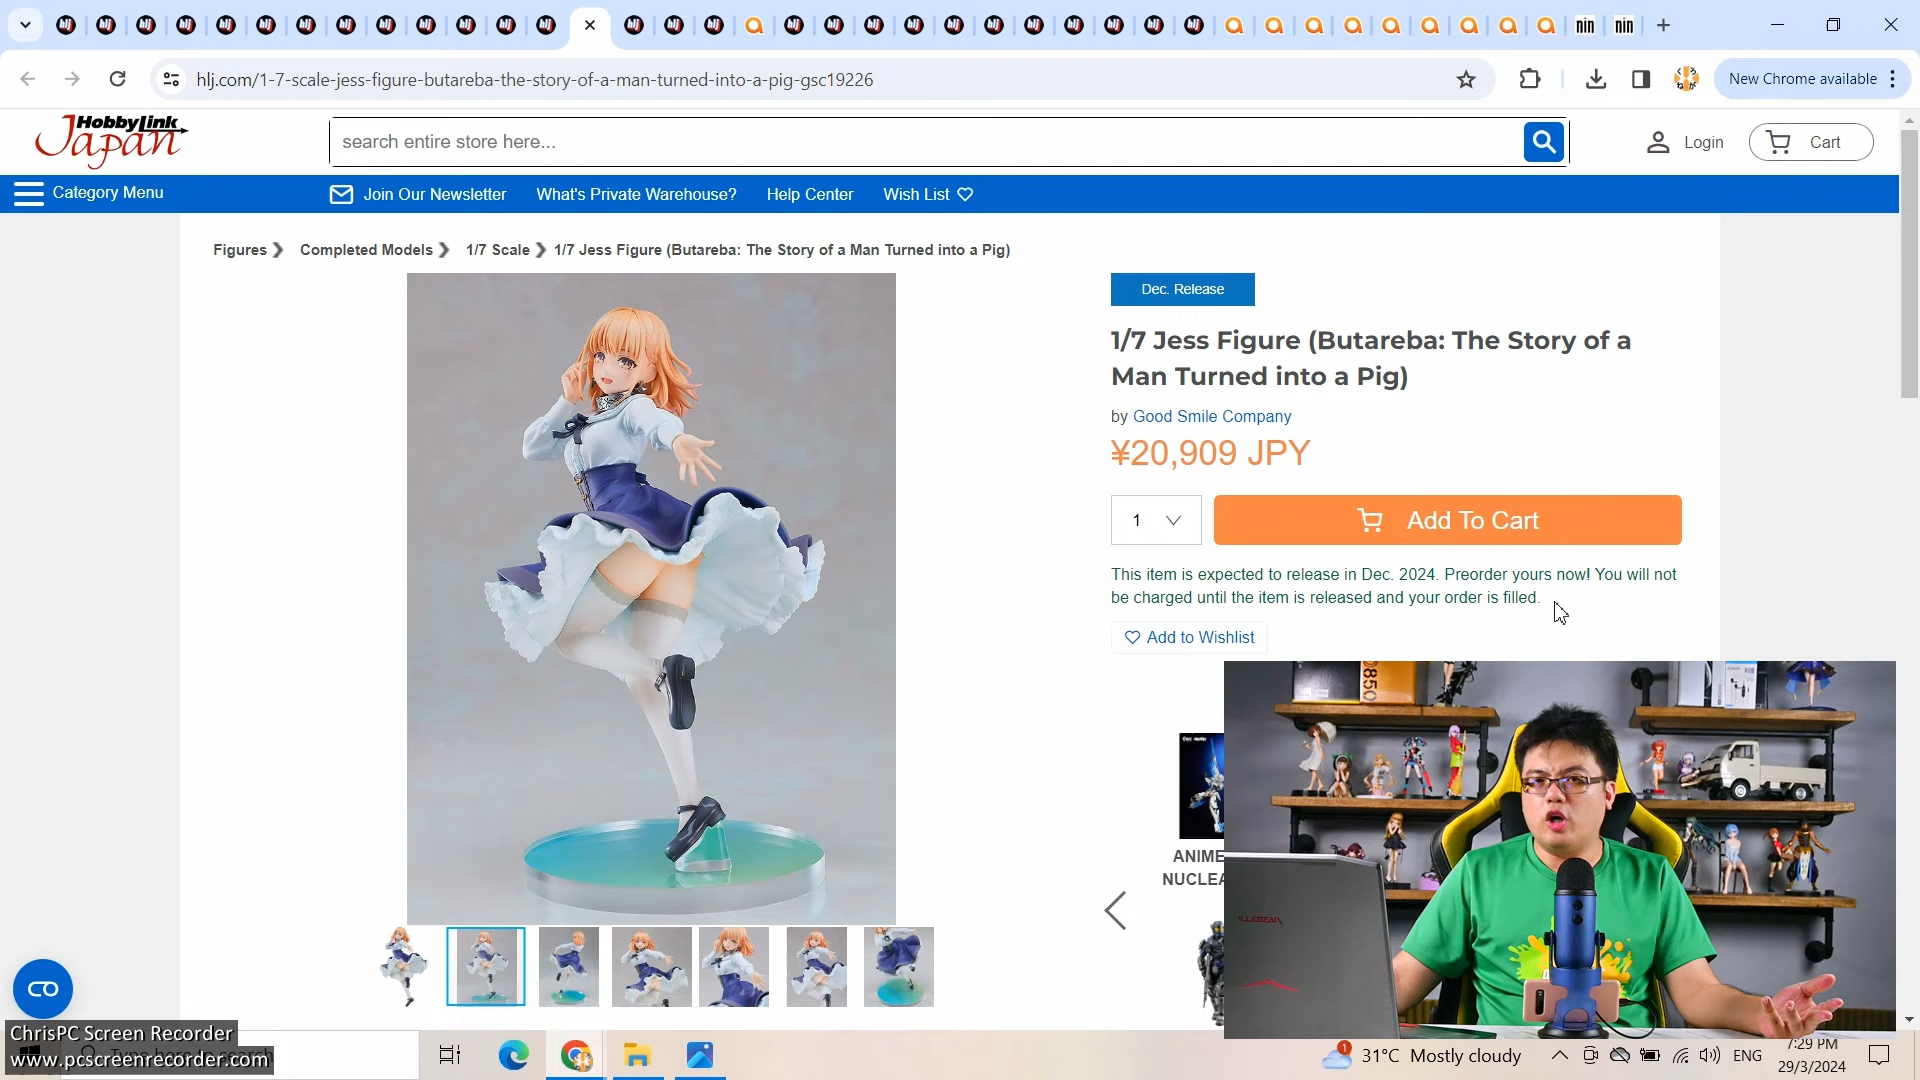 hlj.com/1-7-scale-jess-figure-butareba-the-story-of-a-man-turned-into-a-pig-gsc19226
New Chrome available
HobbyLink
Japan
search entire store here...
Login
Cart
Category Menu
Join Our Newsletter
What's Private Warehouse?
Help Center
Wish List
Figures
Completed Models
1/7 Scale
1/7 Jess Figure (Butareba: The Story of a Man Turned into a Pig)
Dec. Release
1/7 Jess Figure (Butareba: The Story of a
Man Turned into a Pig)
by Good Smile Company
¥20,909 JPY
1
Add To Cart
This item is expected to release in Dec. 2024. Preorder yours now! You will not
be charged until the item is released and your order is filled.
Add to Wishlist
ANIME
NUCLEA
ChrisPC Screen Recorder
www.pcscreenrecorder.com
1
31°C Mostly cloudy
ENG
7:29 PM
29/3/2024